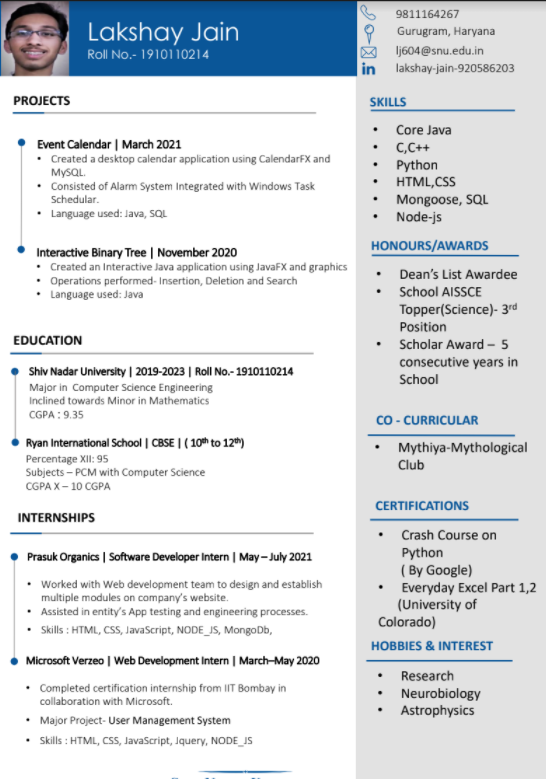 Lakshay Jain
Roll No.- 1910110214
9811164267
Gurugram, Haryana
lj604@snu.edu.in
in lakshay-jain-920586203
PROJECTS
Event Calendar | March 2021
• Created a desktop calendar application using CalendarFX and
MySQL.
• Consisted of Alarm System Integrated with Windows Task
Schedular.
• Language used: Java, SQL
Interactive Binary Tree | November 2020
• Created an Interactive Java application using JavaFX and graphics
• Operations performed- Insertion, Deletion and Search
• Language used: Java
EDUCATION
Shiv Nadar University | 2019-2023 | Roll No.- 1910110214
Major in Computer Science Engineering
Inclined towards Minor in Mathematics
CGPA : 9.35
Ryan International School | CBSE | ( 10th to 12th)
Percentage XII: 95
Subjects – PCM with Computer Science
CGPA X – 10 CGPA
INTERNSHIPS
Prasuk Organics | Software Developer Intern | May – July 2021
• Worked with Web development team to design and establish
multiple modules on company's website.
• Assisted in entity's App testing and engineering processes.
• Skills : HTML, CSS, JavaScript, NODE_JS, MongoDb,
Microsoft Verzeo | Web Development Intern | March–May 2020
• Completed certification internship from IIT Bombay in
collaboration with Microsoft.
• Major Project- User Management System
• Skills : HTML, CSS, JavaScript, Jquery, NODE_JS
SKILLS
• Core Java
• C,C++
• Python
• HTML,CSS
• Mongoose, SQL
• Node-js
HONOURS/AWARDS
• Dean's List Awardee
• School AISSCE
Topper(Science)- 3rd
Position
• Scholar Award – 5
consecutive years in
School
CO - CURRICULAR
• Mythiya-Mythological
Club
CERTIFICATIONS
• Crash Course on
Python
( By Google)
• Everyday Excel Part 1,2
(University of
Colorado)
HOBBIES & INTEREST
• Research
• Neurobiology
• Astrophysics